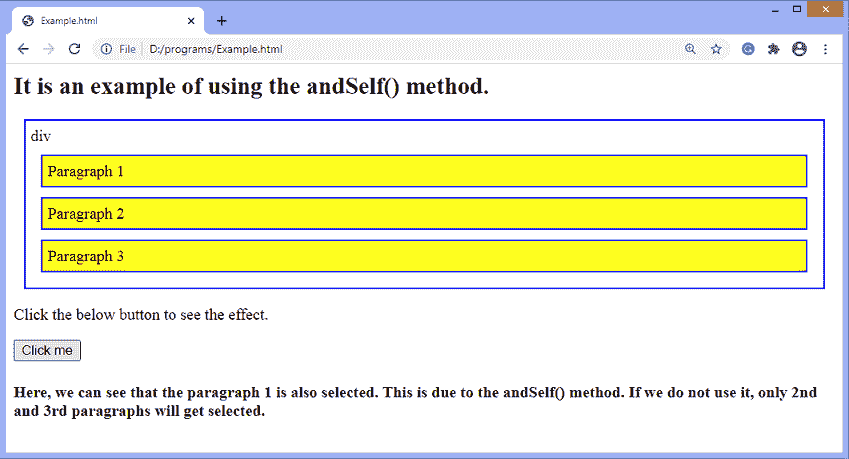 Example.html
File D:/programs/Example.html
It is an example of using the andSelf() method.
div
Paragraph 1
Paragraph 2
Paragraph 3
Click the below button to see the effect.
Click me
Here, we can see that the paragraph 1 is also selected. This is due to the andSelf() method. If we do not use it, only 2nd
and 3rd paragraphs will get selected.